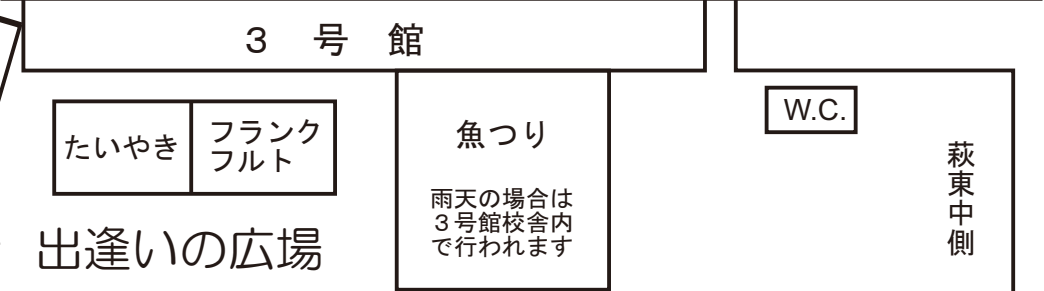 ３号館
たいやき
フランク
フルト
魚つり
雨天の場合は
３号館校舎内
で行われます
W.C.
萩東中側
出逢いの広場